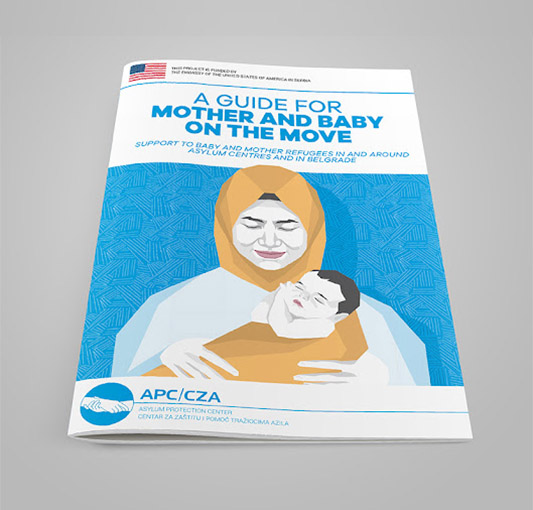 THIS PROJECT IS FUNDED BY
THE EMBASSY OF THE UNITED STATES OF AMERICA IN SERBIA
A GUIDE FOR
MOTHER AND BABY
ON THE MOVE
SUPPORT TO BABY AND MOTHER REFUGEES IN AND AROUND
ASYLUM CENTRES AND IN BELGRADE
APC/CZA
ASYLUM PROTECTION CENTER
CENTAR ZA ZAŠTITU I POMOĆ TRAŽIOCIMA AZILA